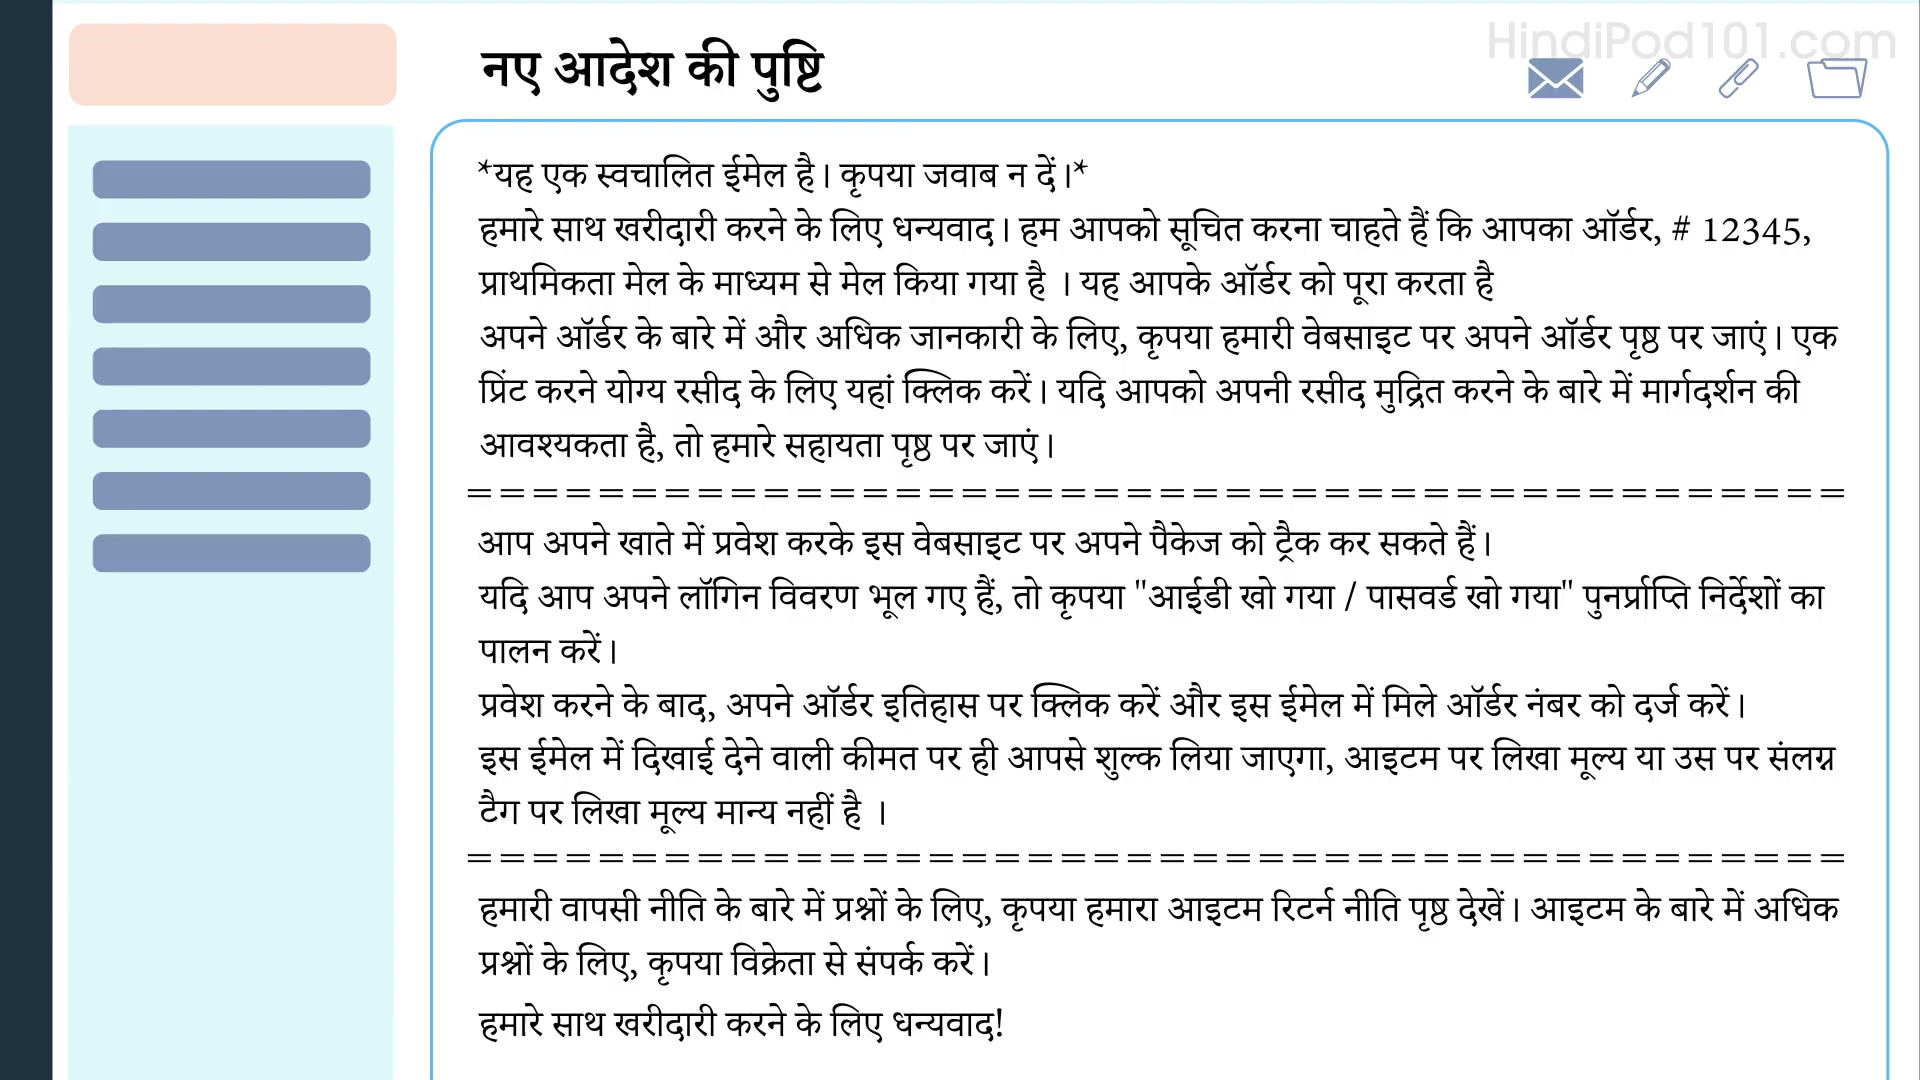 HindiPod101.com
नए आदेश की पुष्टि
*यह एक स्वचालित ईमेल है। कृपया जवाब न दें।*
हमारे साथ खरीदारी करने के लिए धन्यवाद। हम आपको सूचित करना चाहते हैं कि आपका ऑर्डर, # 12345,
प्राथमिकता मेल के माध्यम से मेल किया गया है । यह आपके ऑर्डर को पूरा करता है
अपने ऑर्डर के बारे में और अधिक जानकारी के लिए, कृपया हमारी वेबसाइट पर अपने ऑर्डर पृष्ठ पर जाएं। एक
प्रिंट करने योग्य रसीद के लिए यहां क्लिक करें। यदि आपको अपनी रसीद मुद्रित करने के बारे में मार्गदर्शन की
आवश्यकता है, तो हमारे सहायता पृष्ठ पर जाएं।
= = = = = = = = = = = = = = = = = = = = = = = = = = = = = = = = = = = = = = = = = =
आप अपने खाते में प्रवेश करके इस वेबसाइट पर अपने पैकेज को ट्रैक कर सकते हैं।
यदि आप अपने लॉगिन विवरण भूल गए हैं, तो कृपया "आईडी खो गया / पासवर्ड खो गया" पुनर्प्राप्ति निर्देशों का
पालन करें।
प्रवेश करने के बाद, अपने ऑर्डर इतिहास पर क्लिक करें और इस ईमेल में मिले ऑर्डर नंबर को दर्ज करें।
इस ईमेल में दिखाई देने वाली कीमत पर ही आपसे शुल्क लिया जाएगा, आइटम पर लिखा मूल्य या उस पर संलग्न
टैग पर लिखा मूल्य मान्य नहीं है ।
= = = = = = = = = = = = = = = = = = = = = = = = = = = = = = = = = = = = = = = = = =
हमारी वापसी नीति के बारे में प्रश्नों के लिए, कृपया हमारा आइटम रिटर्न नीति पृष्ठ देखें। आइटम के बारे में अधिक
प्रश्नों के लिए, कृपया विक्रेता से संपर्क करें।
हमारे साथ खरीदारी करने के लिए धन्यवाद!